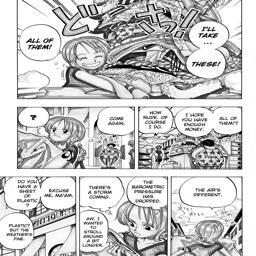 I'LL
TAKE
...
THESE!
ALL OF
THEM!
ALL OF
THEM!?
I HOPE
YOU HAVE
ENOUGH
MONEY.
HOW
RUDE. OF
COURSE
I DO.
COME
AGAIN.
?
THE AIR'S
DIFFERENT.
THE
BAROMETRIC
PRESSURE
HAS
DROPPED.
THERE'S
A STORM
COMING.
AW, I
WANTED TO
STROLL
AROUND A
BIT
LONGER.
EXCUSE
ME, MA'AM.
DO YOU
HAVE A
SHEET OF
PLASTIC?
PLASTIC?
BUT THE
WEATHER'S
FINE.